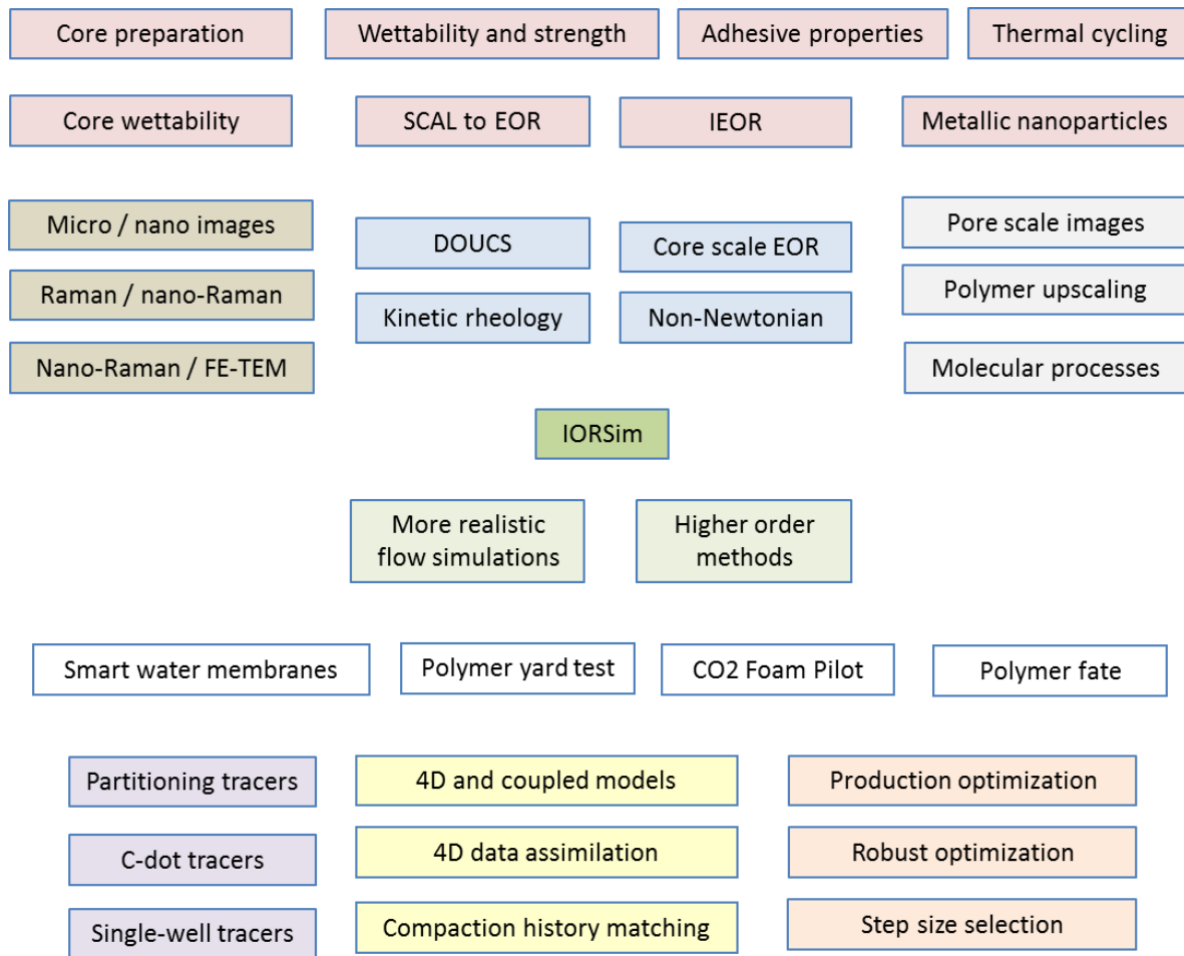 Core preparation
Wettability and strength
Adhesive properties
Thermal cycling
Core wettability
SCAL to EOR
IEOR
Metallic nanoparticles
Micro / nano images
DOUCS
Core scale EOR
Pore scale images
Raman / nano-Raman
Kinetic rheology
Non-Newtonian
Polymer upscaling
Nano-Raman / FE-TEM
Molecular processes
IORSim
More realistic
flow simulations
Higher order
methods
Smart water membranes
Polymer yard test
CO2 Foam Pilot
Polymer fate
Partitioning tracers
4D and coupled models
Production optimization
C-dot tracers
4D data assimilation
Robust optimization
Single-well tracers
Compaction history matching
Step size selection